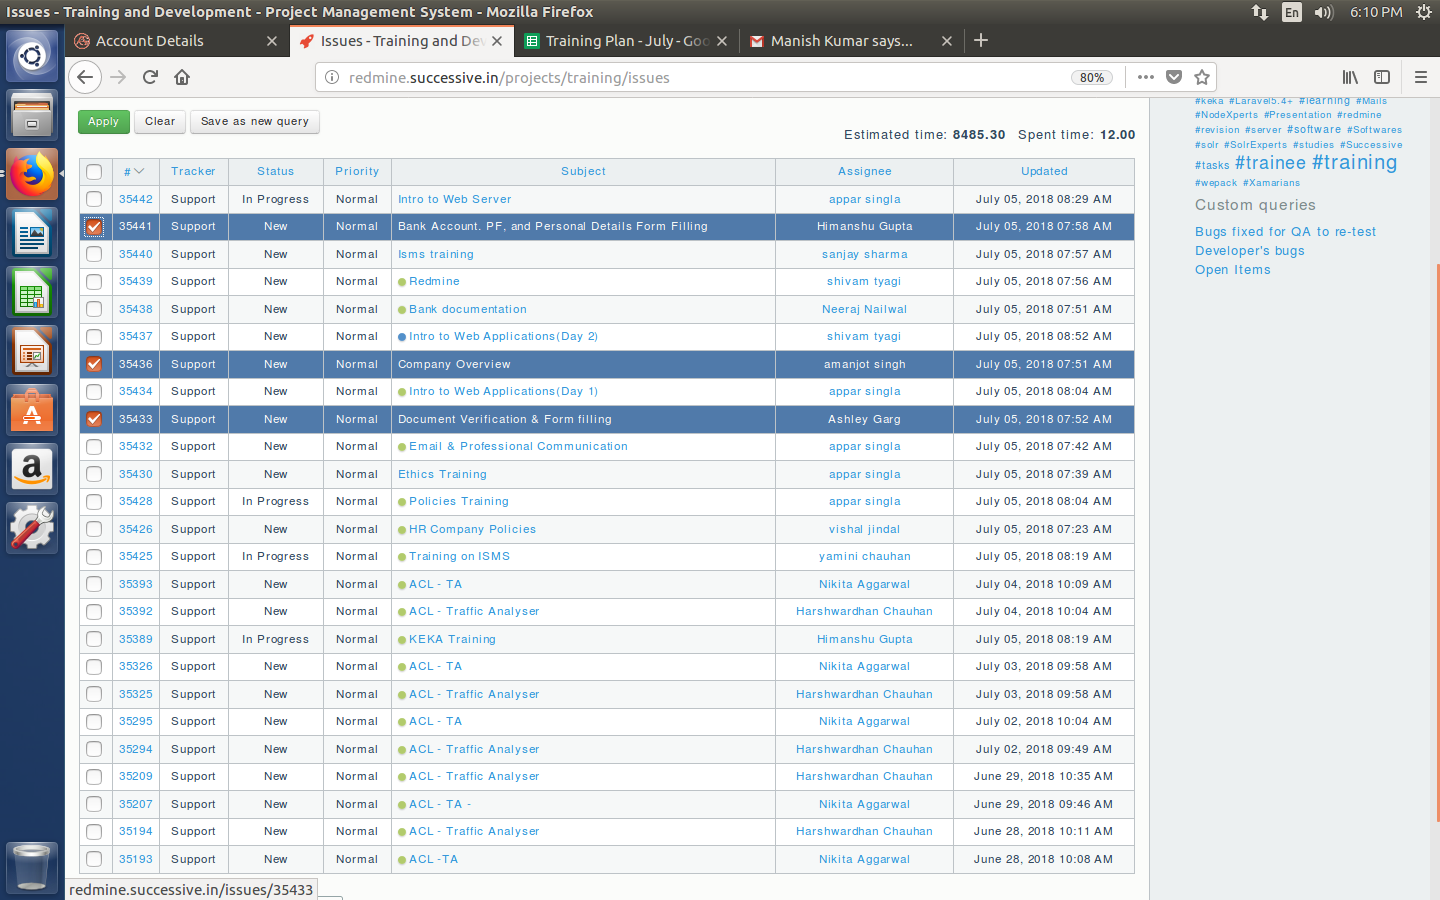 Issues - Training and Development - Project Management System - Mozilla Firefox
En
6:10 PM
Account Details
Issues - Training and Dev
Training Plan - July - Goo
Manish Kumar says...
redmine.successive.in/projects/training/issues
80%
Apply
Clear
Save as new query
Estimated time: 8485.30 Spent time: 12.00
# Tracker Status Priority Subject Assignee Updated
35442 Support In Progress Normal Intro to Web Server appar singla July 05, 2018 08:29 AM
35441 Support New Normal Bank Account. PF, and Personal Details Form Filling Himanshu Gupta July 05, 2018 07:58 AM
35440 Support New Normal Isms training sanjay sharma July 05, 2018 07:57 AM
35439 Support New Normal Redmine shivam tyagi July 05, 2018 07:56 AM
35438 Support New Normal Bank documentation Neeraj Nailwal July 05, 2018 07:51 AM
35437 Support New Normal Intro to Web Applications(Day 2) shivam tyagi July 05, 2018 08:52 AM
35436 Support New Normal Company Overview amanjot singh July 05, 2018 07:51 AM
35434 Support New Normal Intro to Web Applications(Day 1) appar singla July 05, 2018 08:04 AM
35433 Support New Normal Document Verification & Form filling Ashley Garg July 05, 2018 07:52 AM
35432 Support New Normal Email & Professional Communication appar singla July 05, 2018 07:42 AM
35430 Support New Normal Ethics Training appar singla July 05, 2018 07:39 AM
35428 Support In Progress Normal Policies Training appar singla July 05, 2018 08:04 AM
35426 Support New Normal HR Company Policies vishal jindal July 05, 2018 07:23 AM
35425 Support In Progress Normal Training on ISMS yamini chauhan July 05, 2018 08:19 AM
35393 Support New Normal ACL - TA Nikita Aggarwal July 04, 2018 10:09 AM
35392 Support New Normal ACL - Traffic Analyser Harshwardhan Chauhan July 04, 2018 10:04 AM
35389 Support In Progress Normal KEKA Training Himanshu Gupta July 05, 2018 08:19 AM
35326 Support New Normal ACL - TA Nikita Aggarwal July 03, 2018 09:58 AM
35325 Support New Normal ACL - Traffic Analyser Harshwardhan Chauhan July 03, 2018 09:58 AM
35295 Support New Normal ACL - TA Nikita Aggarwal July 02, 2018 10:04 AM
35294 Support New Normal ACL - Traffic Analyser Harshwardhan Chauhan July 02, 2018 09:49 AM
35209 Support New Normal ACL - Traffic Analyser Harshwardhan Chauhan June 29, 2018 10:35 AM
35207 Support New Normal ACL - TA - Nikita Aggarwal June 29, 2018 09:46 AM
35194 Support New Normal ACL - Traffic Analyser Harshwardhan Chauhan June 28, 2018 10:11 AM
35193 Support New Normal ACL -TA Nikita Aggarwal June 28, 2018 10:08 AM
redmine.successive.in/issues/35433
#keka #Laravel5.4+ #learning #Mails
#NodeXperts #Presentation #redmine
#revision #server #software #Softwares
#solr #SolrExperts #studies #Successive
#tasks #trainee #training
#wepack #Xamarians
Custom queries
Bugs fixed for QA to re-test
Developer's bugs
Open Items